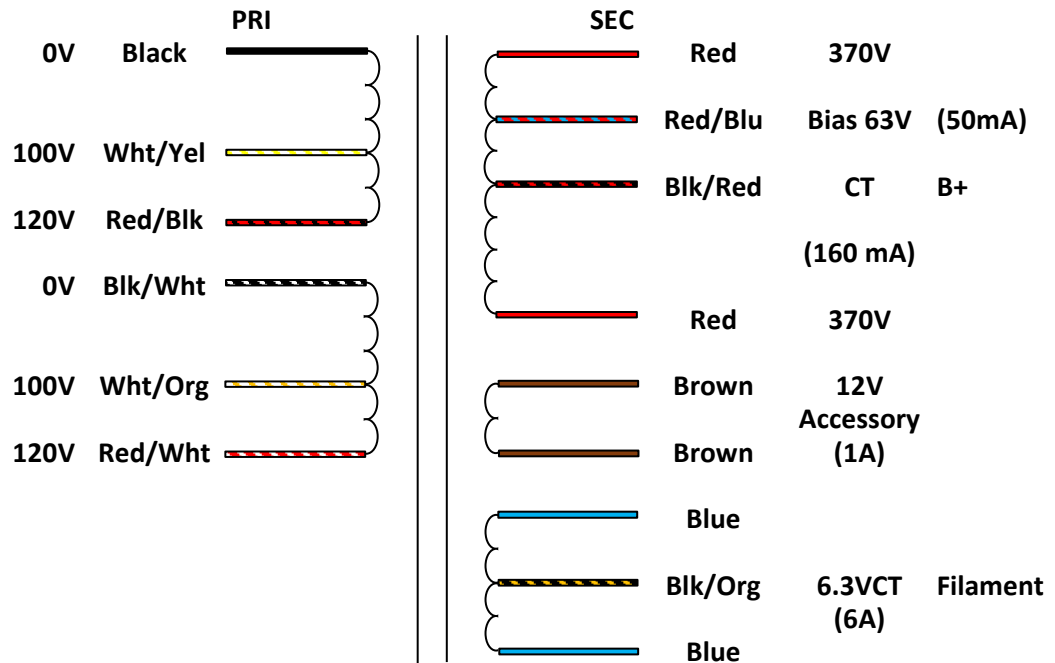 PRI SEC
0V Black Red 370V
Red/Blu Bias 63V (50mA)
100V Wht/Yel
Blk/Red CT B+
120V Red/Blk
(160 mA)
0V Blk/Wht
Red 370V
100V Wht/Org Brown 12V
Accessory
120V Red/Wht Brown (1A)
Blue
Blk/Org 6.3VCT Filament
(6A)
Blue